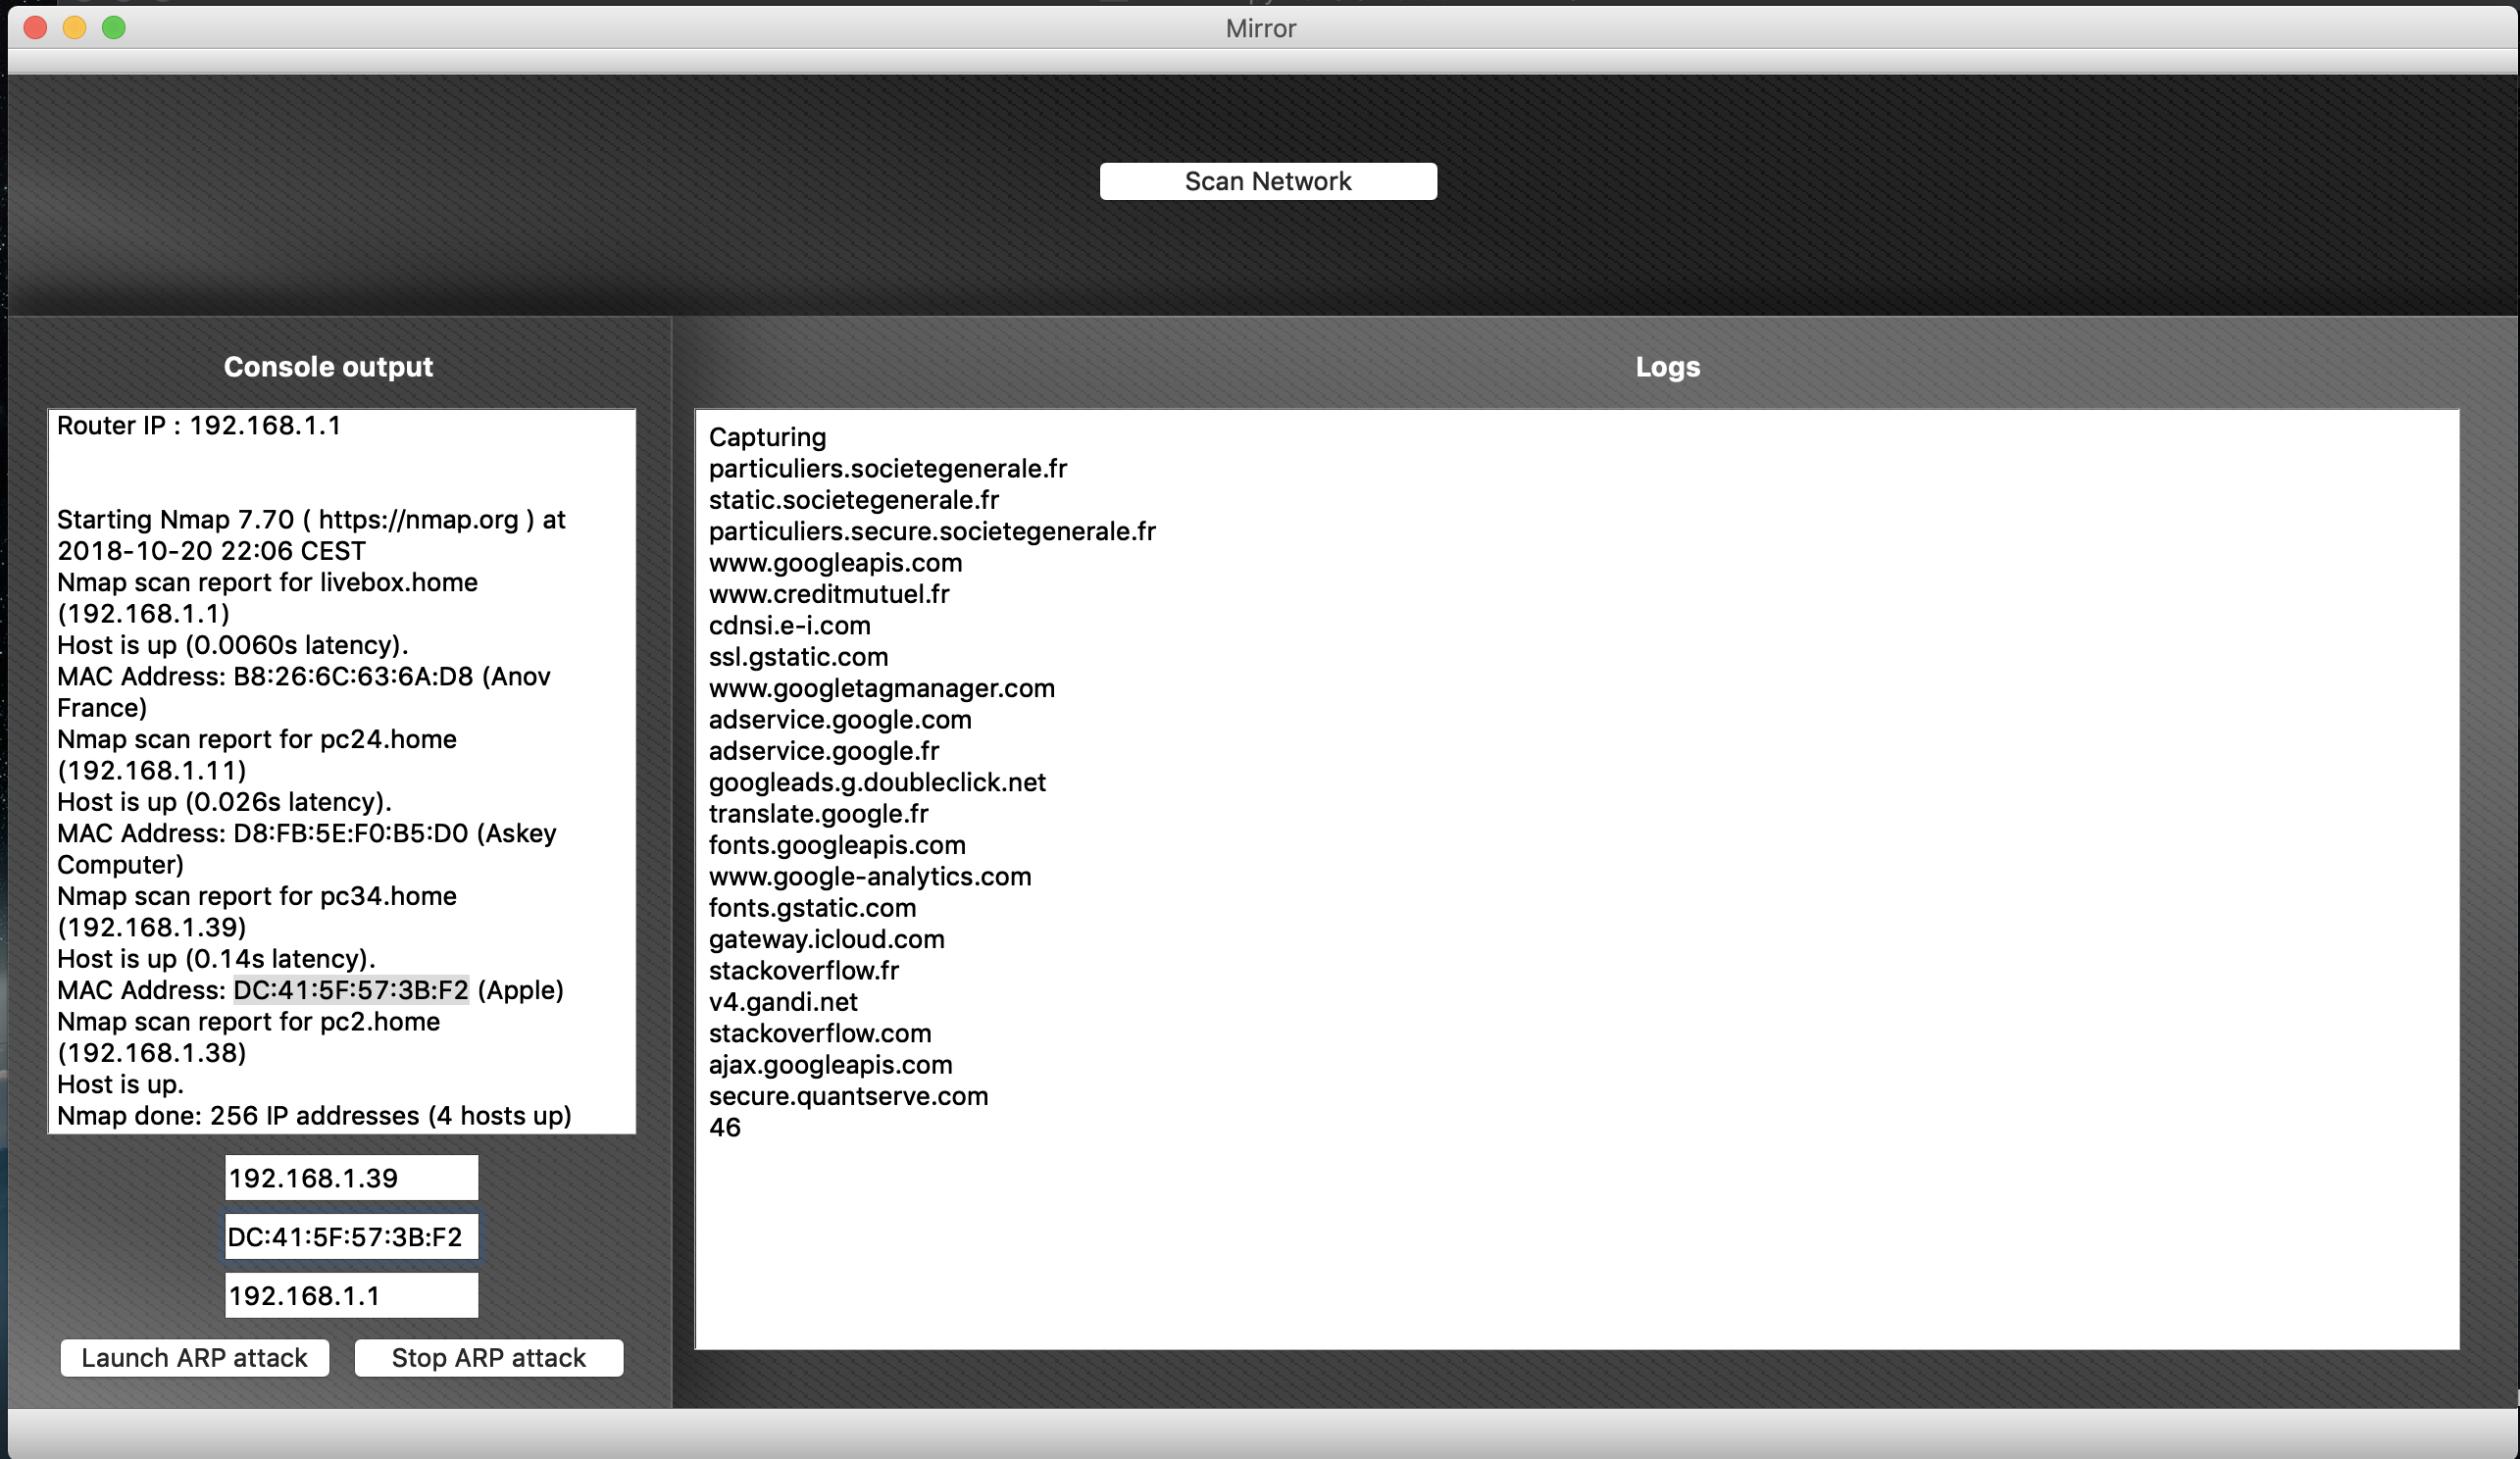 Mirror
Scan Network
Console output
Router IP : 192.168.1.1
Starting Nmap 7.70 ( https://nmap.org ) at
2018-10-20 22:06 CEST
Nmap scan report for livebox.home
(192.168.1.1)
Host is up (0.0060s latency).
MAC Address: B8:26:6C:63:6A:D8 (Anov
France)
Nmap scan report for pc24.home
(192.168.1.11)
Host is up (0.026s latency).
MAC Address: D8:FB:5E:F0:B5:D0 (Askey
Computer)
Nmap scan report for pc34.home
(192.168.1.39)
Host is up (0.14s latency).
MAC Address: DC:41:5F:57:3B:F2 (Apple)
Nmap scan report for pc2.home
(192.168.1.38)
Host is up.
Nmap done: 256 IP addresses (4 hosts up)
192.168.1.39
DC:41:5F:57:3B:F2
192.168.1.1
Launch ARP attack
Stop ARP attack
Logs
Capturing
particuliers.societegenerale.fr
static.societegenerale.fr
particuliers.secure.societegenerale.fr
www.googleapis.com
www.creditmutuel.fr
cdnsi.e-i.com
ssl.gstatic.com
www.googletagmanager.com
adservice.google.com
adservice.google.fr
googleads.g.doubleclick.net
translate.google.fr
fonts.googleapis.com
www.google-analytics.com
fonts.gstatic.com
gateway.icloud.com
stackoverflow.fr
v4.gandi.net
stackoverflow.com
ajax.googleapis.com
secure.quantserve.com
46